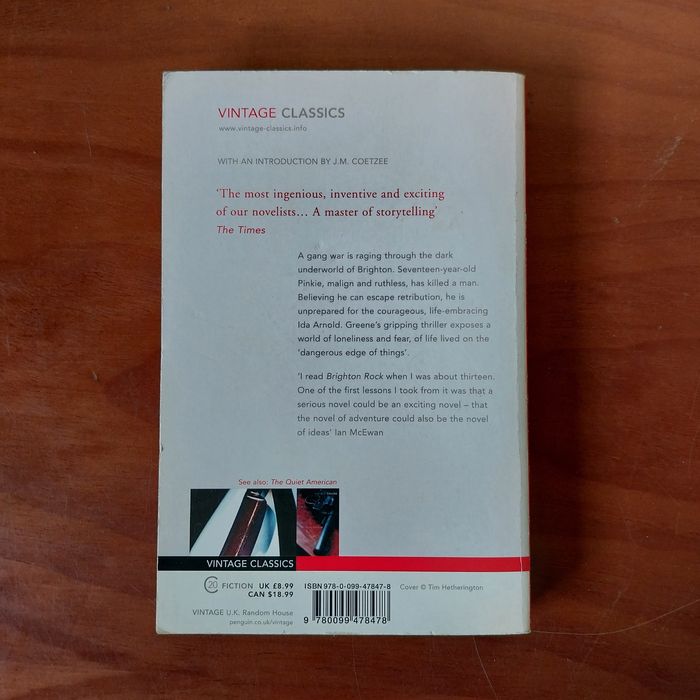 VINTAGE CLASSICS
www.vintage-classics.info
WITH AN INTRODUCTION BY J.M. COETZEE
'The most ingenious, inventive and exciting
of our novelists... A master of storytelling'
The Times
A gang war is raging through the dark
underworld of Brighton. Seventeen-year-old
Pinkie, malign and ruthless, has killed a man.
Believing he can escape retribution, he is
unprepared for the courageous, life-embracing
Ida Arnold. Greene's gripping thriller exposes a
world of loneliness and fear, of life lived on the
'dangerous edge of things'.
'I read Brighton Rock when I was about thirteen.
One of the first lessons I took from it was that a
serious novel could be an exciting novel – that
the novel of adventure could also be the novel
of ideas' Ian McEwan
See also: The Quiet American
VINTAGE CLASSICS
C20 FICTION UK £8.99
CAN $18.99
VINTAGE U.K. Random House
penguin.co.uk/vintage
ISBN 978-0-099-47847-8
9 780099 478478
Cover © Tim Hetherington